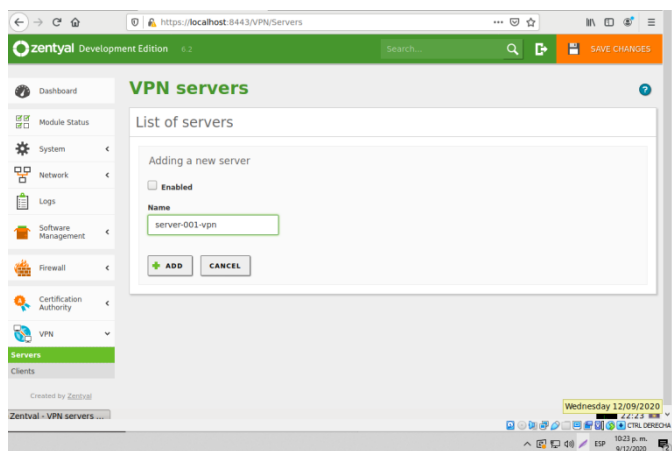 https://localhost:8443/VPN/Servers
zentyal Development Edition 6.2
Search...
SAVE CHANGES
Dashboard
Module Status
System
Network
Logs
Software
Management
Firewall
Certification
Authority
VPN
Servers
Clients
Created by Zentyal
VPN servers
List of servers
Adding a new server
Enabled
Name
server-001-vpn
ADD
CANCEL
Wednesday 12/09/2020
Zentyal - VPN servers ...
22:23
CTRL DERECHA
ESP
10:23 p. m.
9/12/2020